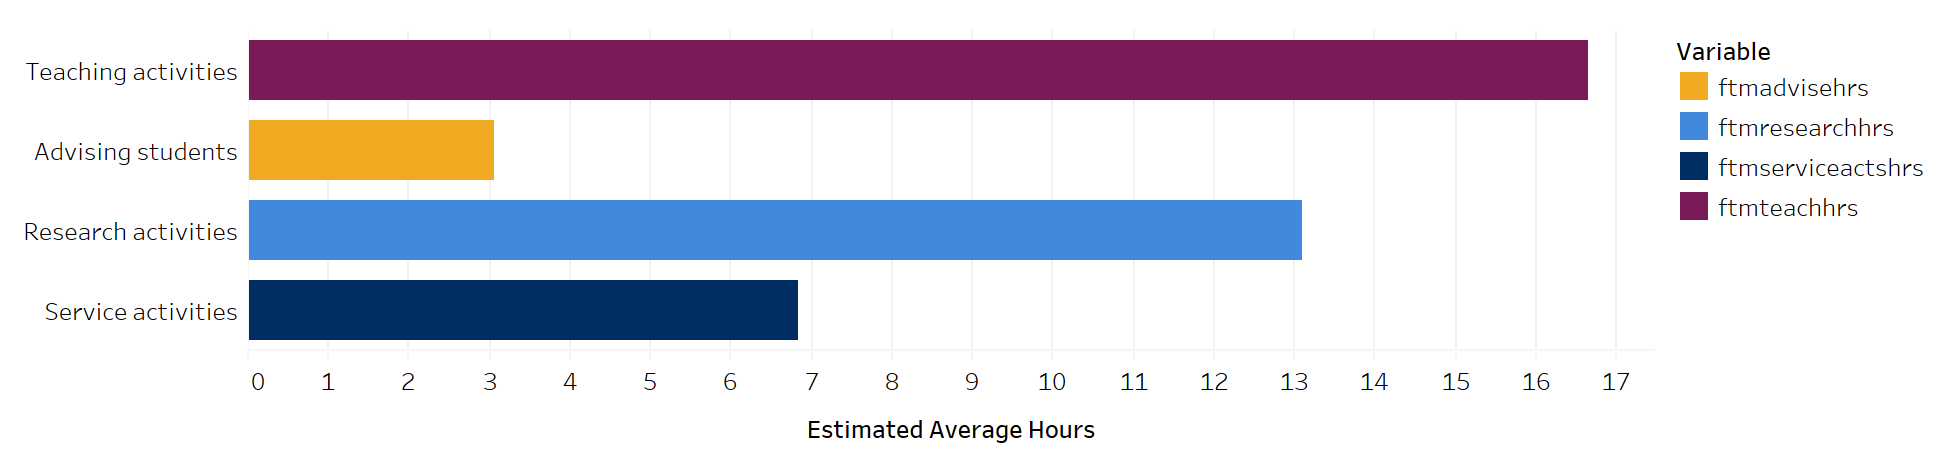 Teaching activities
Advising students
Research activities
Service activities
0 1 2 3 4 5 6 7 8 9 10 11 12 13 14 15 16 17
Estimated Average Hours
Variable
ftmadvisehrs
ftmresearchhrs
ftmserviceactshrs
ftmteachhrs